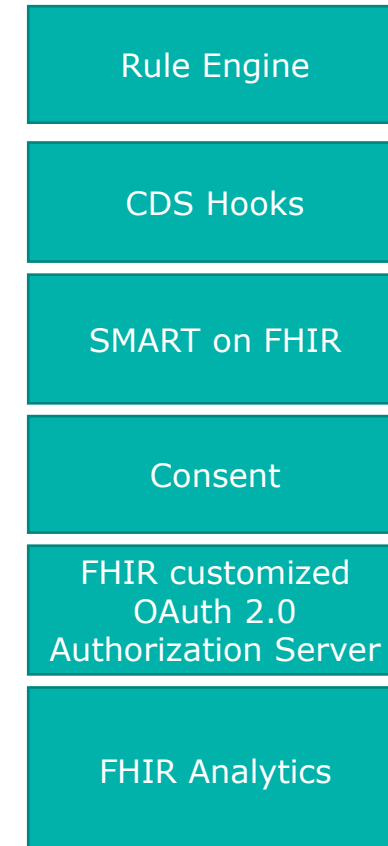 Rule Engine
CDS Hooks
SMART on FHIR
Consent
FHIR customized
OAuth 2.0
Authorization Server
FHIR Analytics